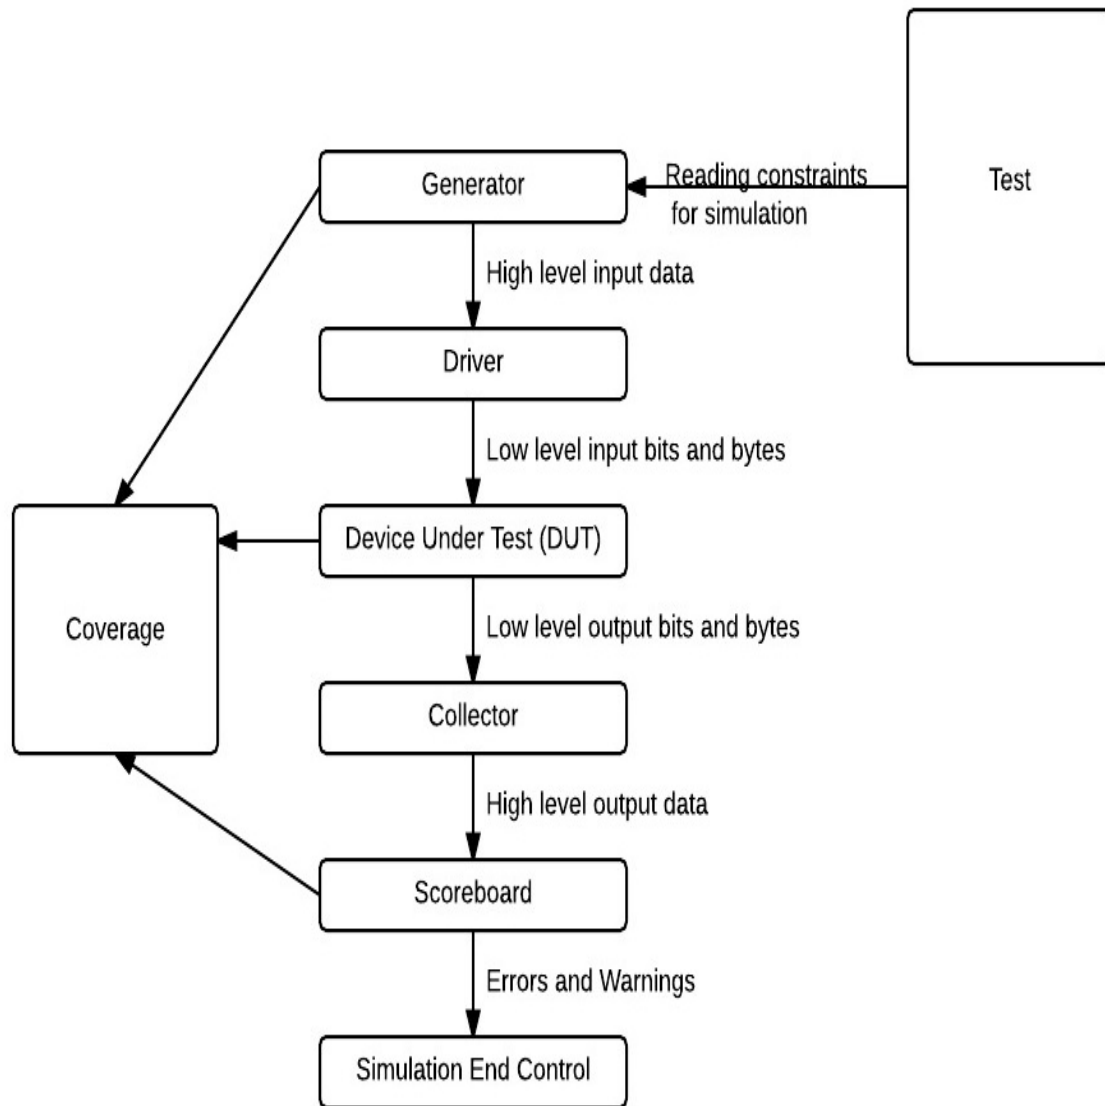 Test
Generator
Reading constraints
for simulation
High level input data
Driver
Low level input bits and bytes
Device Under Test (DUT)
Low level output bits and bytes
Coverage
Collector
High level output data
Scoreboard
Errors and Warnings
Simulation End Control